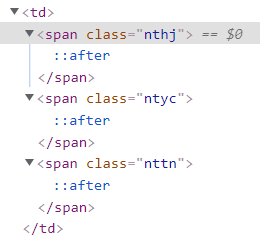 ▼<td>
▼<span class="nthj"> == $0
::after
</span>
▼<span class="ntyc">
::after
</span>
▼<span class="nttn">
::after
</span>
</td>